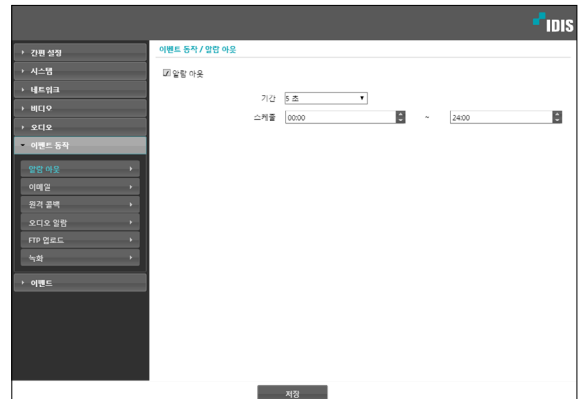 IDIS
간편 설정
시스템
네트워크
비디오
오디오
이벤트 동작
알람 아웃
이메일
원격 콜백
오디오 알람
FTP 업로드
녹화
이벤트
이벤트 동작 / 알람 아웃
알람 아웃
기간 5 초
스케줄 00:00 ~ 24:00
저장